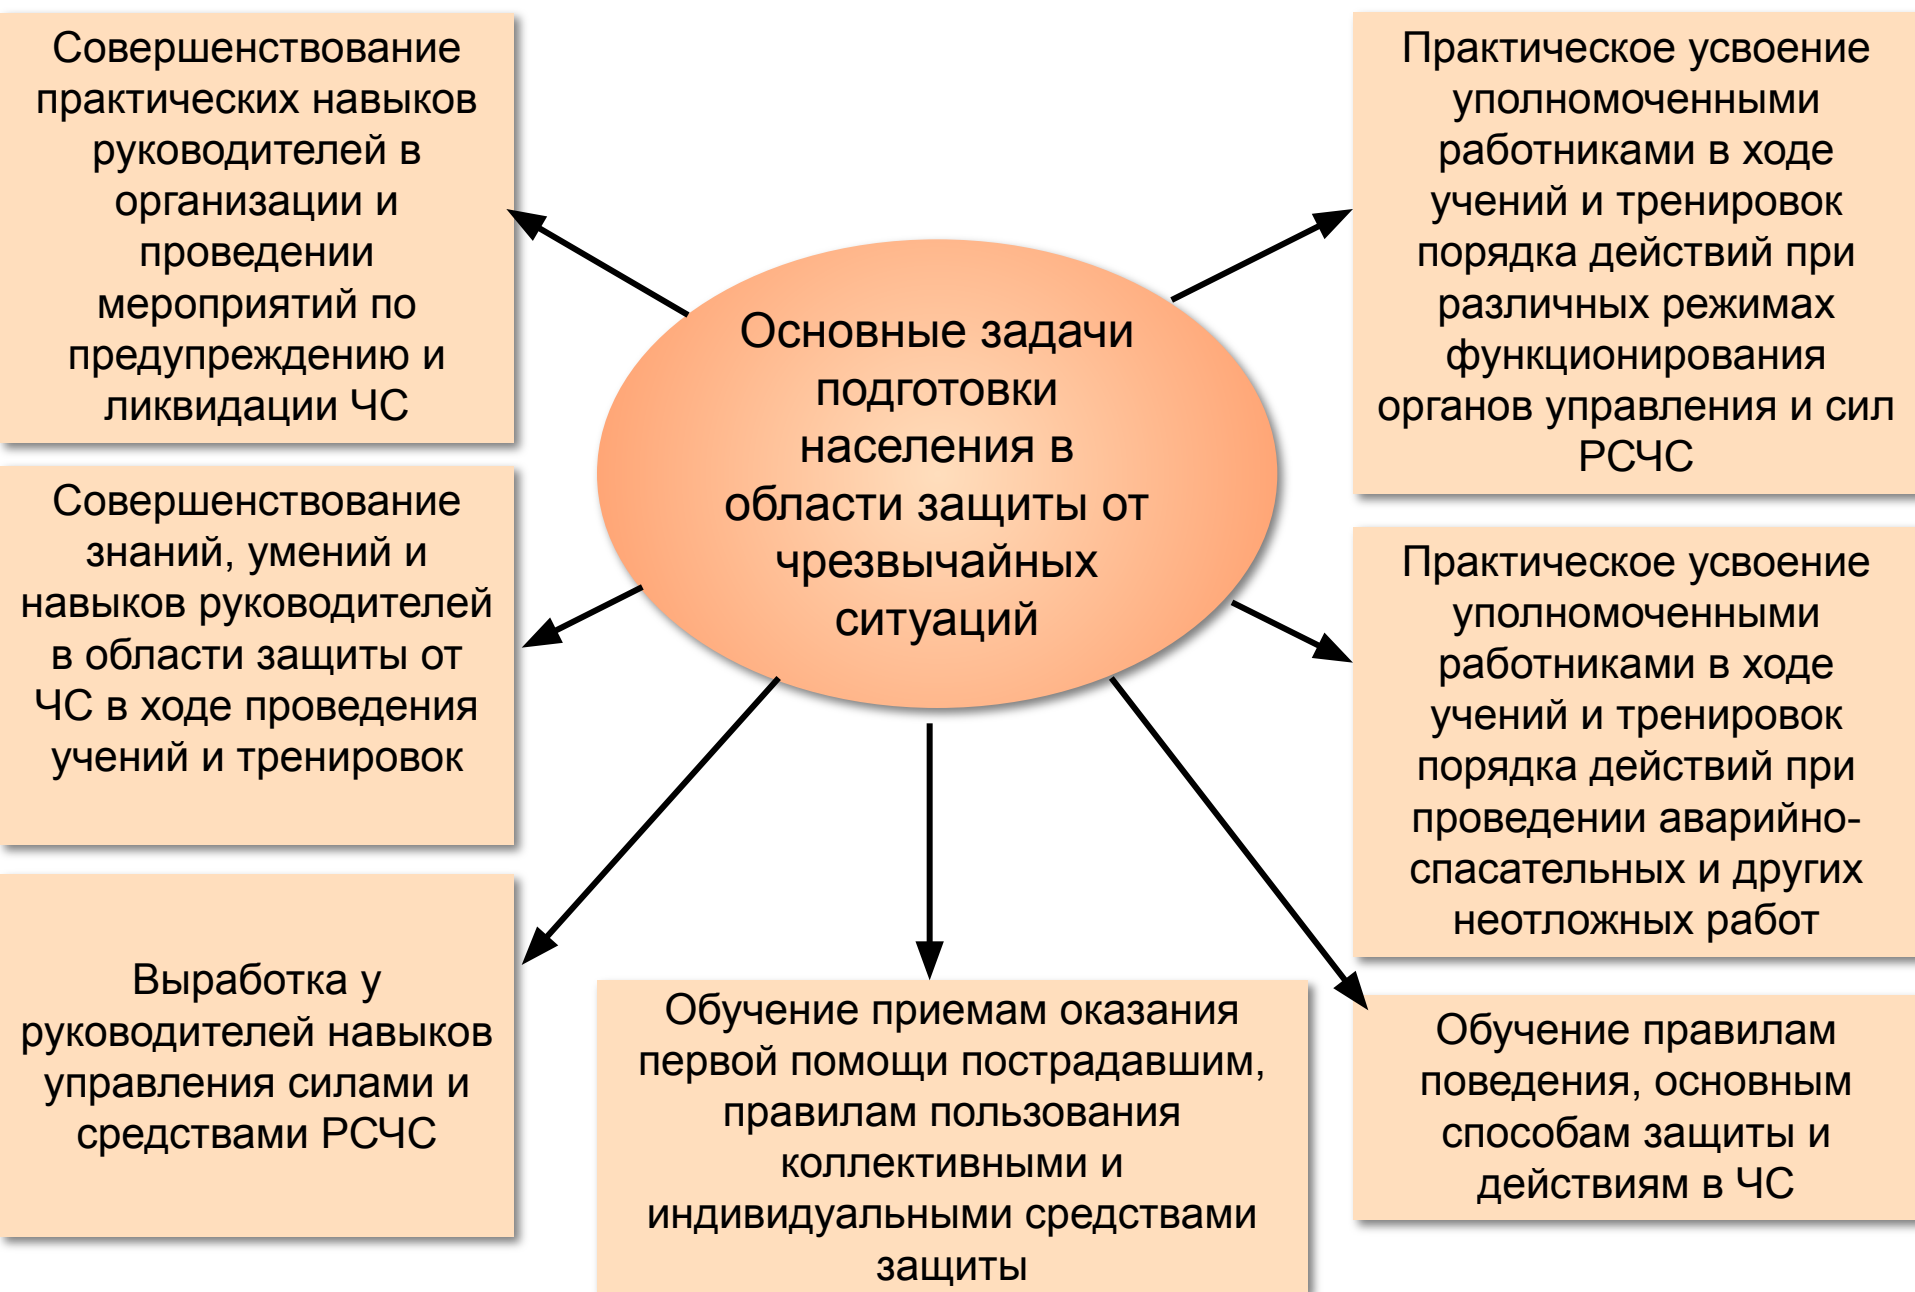 Совершенствование
практических навыков
руководителей в
организации и
проведении
мероприятий по
предупреждению и
ликвидации ЧС
Совершенствование
знаний, умений и
навыков руководителей
в области защиты от
ЧС в ходе проведения
учений и тренировок
Выработка у
руководителей навыков
управления силами и
средствами РСЧС
Основные задачи
подготовки
населения в
области защиты от
чрезвычайных
ситуаций
Обучение приемам оказания
первой помощи пострадавшим,
правилам пользования
коллективными и
индивидуальными средствами
защиты
Практическое усвоение
уполномоченными
работниками в ходе
учений и тренировок
порядка действий при
различных режимах
функционирования
органов управления и сил
РСЧС
Практическое усвоение
уполномоченными
работниками в ходе
учений и тренировок
порядка действий при
проведении аварийно-
спасательных и других
неотложных работ
Обучение правилам
поведения, основным
способам защиты и
действиям в ЧС